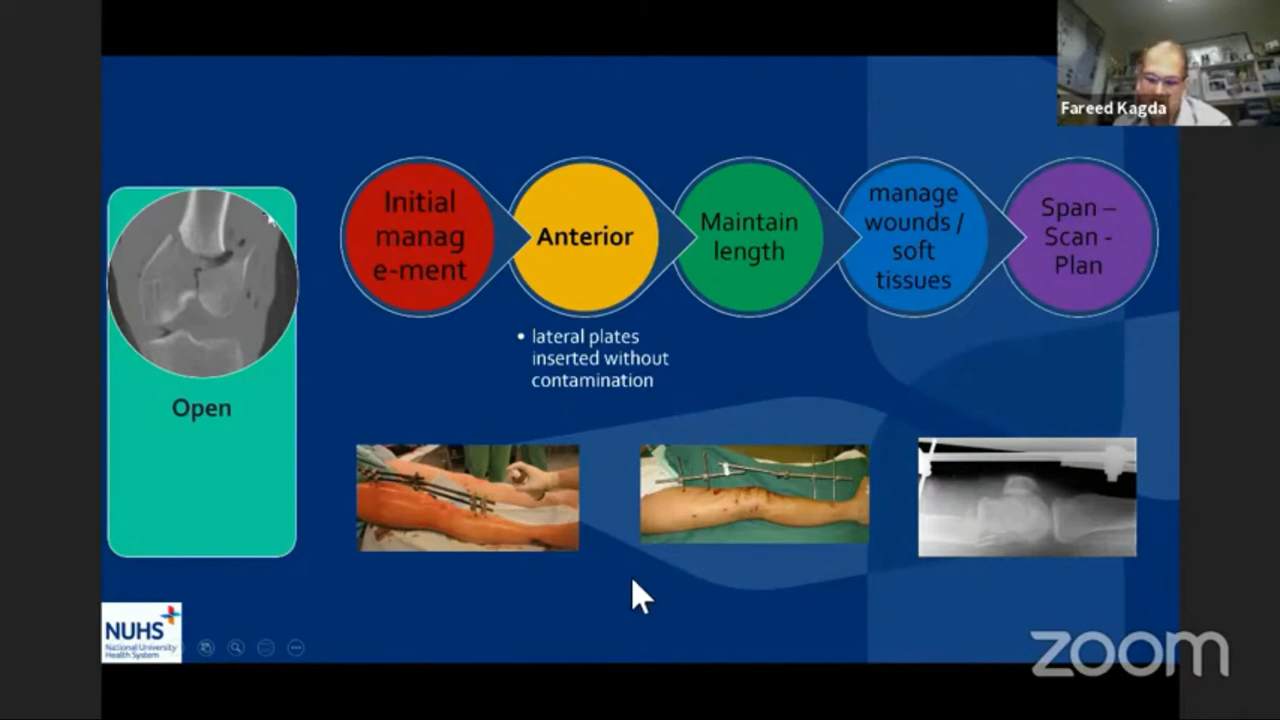 Fareed Kagda
Initial
manag
e-ment
Anterior
Maintain
length
manage
wounds /
soft
tissues
Span –
Scan -
Plan
• lateral plates
inserted without
contamination
Open
NUHS
National University
Health System
zoom